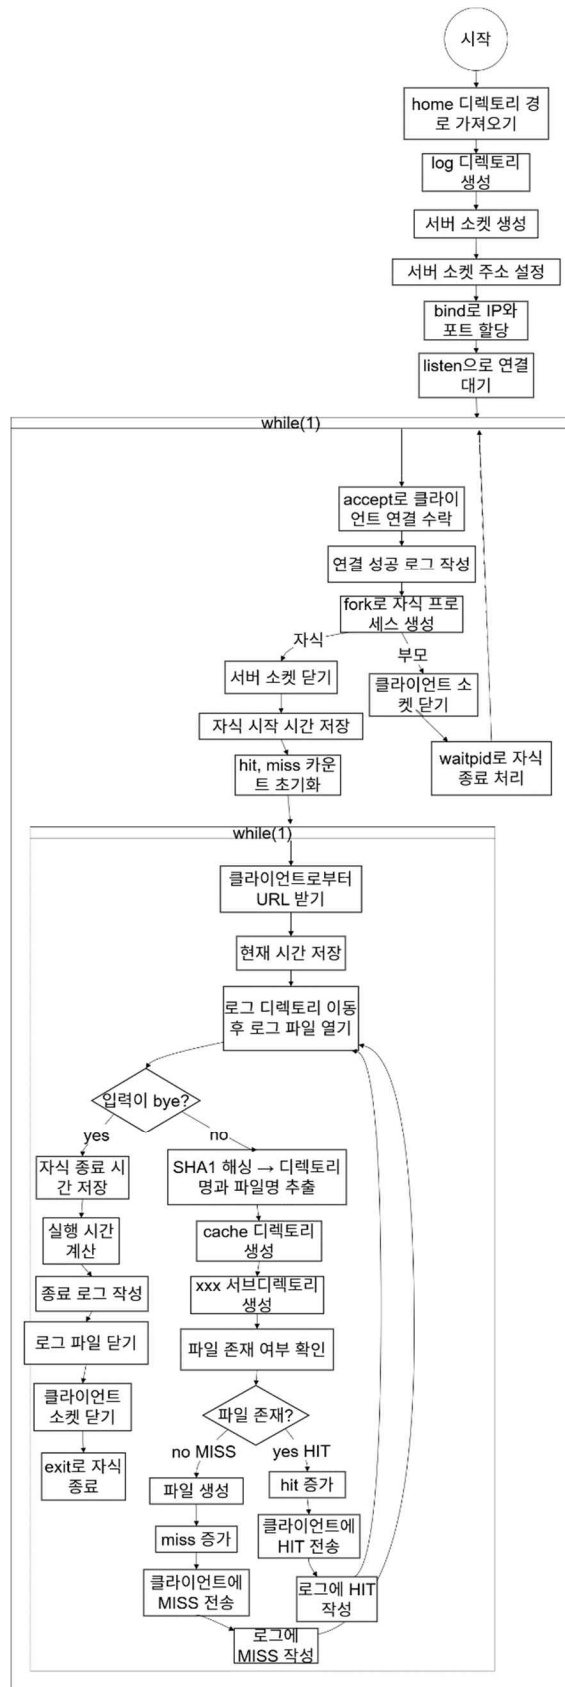 시작
home 디렉토리 경
로 가져오기
log 디렉토리
생성
서버 소켓 생성
서버 소켓 주소 설정
bind로 IP와
포트 할당
listen으로 연결
대기
while(1)
accept로 클라이
언트 연결 수락
연결 성공 로그 작성
fork로 자식 프로
세스 생성
자식
부모
서버 소켓 닫기
클라이언트 소
켓 닫기
자식 시작 시간 저장
waitpid로 자식
종료 처리
hit, miss 카운
트 초기화
while(1)
클라이언트로부터
URL 받기
현재 시간 저장
로그 디렉토리 이동
후 로그 파일 열기
입력이 bye?
yes
no
자식 종료 시
간 저장
실행 시간
계산
종료 로그 작성
로그 파일 닫기
클라이언트
소켓 닫기
exit로 자식
종료
SHA1 해싱 → 디렉토리
명과 파일명 추출
cache 디렉토리
생성
xxx 서브디렉토리
생성
파일 존재 여부 확인
파일 존재?
no MISS
yes HIT
파일 생성
miss 증가
클라이언트에
MISS 전송
로그에
MISS 작성
hit 증가
클라이언트에
HIT 전송
로그에 HIT
작성